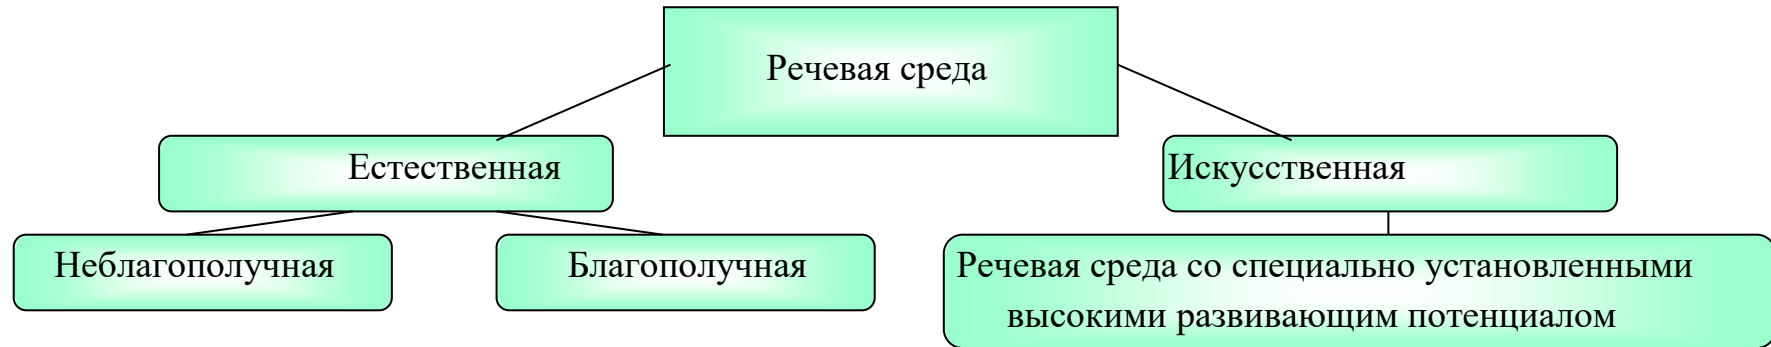 Речевая среда
Естественная
Искусственная
Неблагополучная
Благополучная
Речевая среда со специально установленными
высокими развивающим потенциалом